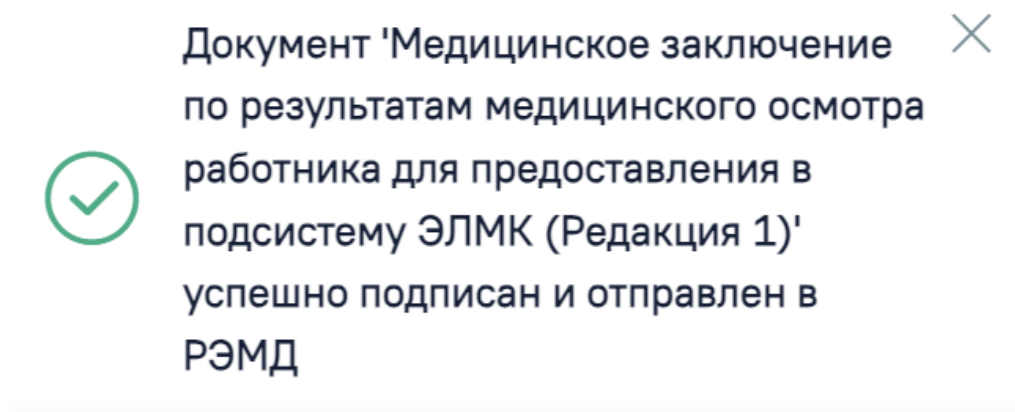 Документ 'Медицинское заключение
по результатам медицинского осмотра
работника для предоставления в
подсистему ЭЛМК (Редакция 1)'
успешно подписан и отправлен в
РЭМД